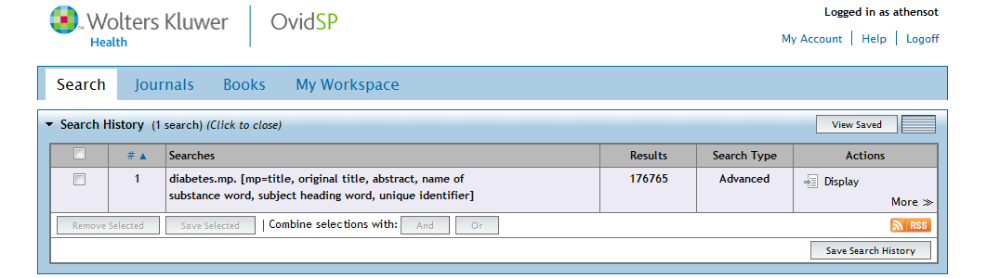 Logged in as athensot
Wolters Kluwer
Health
OvidSP
My Account | Help | Logoff
Search Journals Books My Workspace
Search History (1 search) (Click to close) View Saved
# ▲ Searches Results Search Type Actions
1 diabetes.mp. [mp=title, original title, abstract, name of 176765 Advanced Display
substance word, subject heading word, unique identifier]
More ≫
Remove Selected Save Selected | Combine selections with: And Or RSS
Save Search History